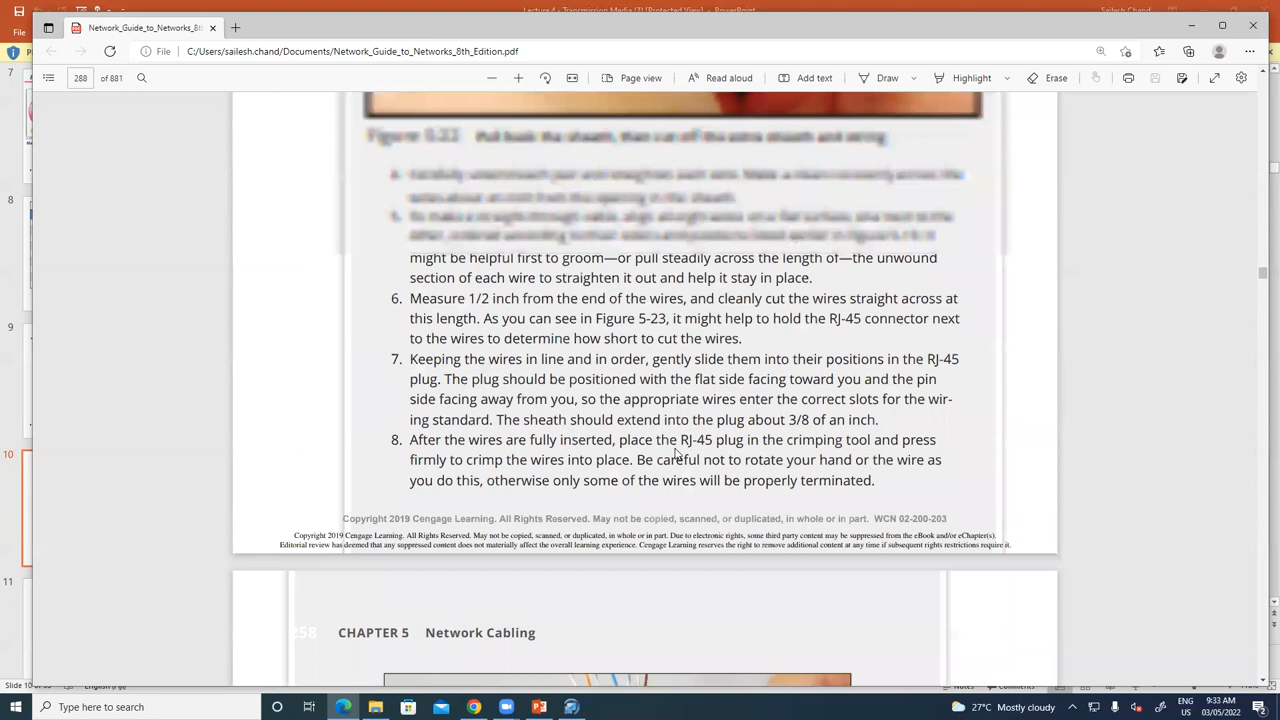 Lecture 4 - Transmission Media (3) [Protected View] - PowerPoint
Sailesh Chand
File
Network_Guide_to_Networks_8th
File C:/Users/sailesh.chand/Documents/Network_Guide_to_Networks_8th_Edition.pdf
288 of 881 Page view Read aloud Add text Draw Highlight Erase
7
8
9
10
11
Figure 5-22 Pull back the sheath, then cut off the extra sheath and string
might be helpful first to groom—or pull steadily across the length of—the unwound
section of each wire to straighten it out and help it stay in place.
6. Measure 1/2 inch from the end of the wires, and cleanly cut the wires straight across at
this length. As you can see in Figure 5-23, it might help to hold the RJ-45 connector next
to the wires to determine how short to cut the wires.
7. Keeping the wires in line and in order, gently slide them into their positions in the RJ-45
plug. The plug should be positioned with the flat side facing toward you and the pin
side facing away from you, so the appropriate wires enter the correct slots for the wir-
ing standard. The sheath should extend into the plug about 3/8 of an inch.
8. After the wires are fully inserted, place the RJ-45 plug in the crimping tool and press
firmly to crimp the wires into place. Be careful not to rotate your hand or the wire as
you do this, otherwise only some of the wires will be properly terminated.
Copyright 2019 Cengage Learning. All Rights Reserved. May not be copied, scanned, or duplicated, in whole or in part. WCN 02-200-203
Copyright 2019 Cengage Learning. All Rights Reserved. May not be copied, scanned, or duplicated, in whole or in part. Due to electronic rights, some third party content may be suppressed from the eBook and/or eChapter(s).
Editorial review has deemed that any suppressed content does not materially affect the overall learning experience. Cengage Learning reserves the right to remove additional content at any time if subsequent rights restrictions require it.
258 CHAPTER 5 Network Cabling
Type here to search
27°C Mostly cloudy
ENG
US
9:33 AM
03/05/2022